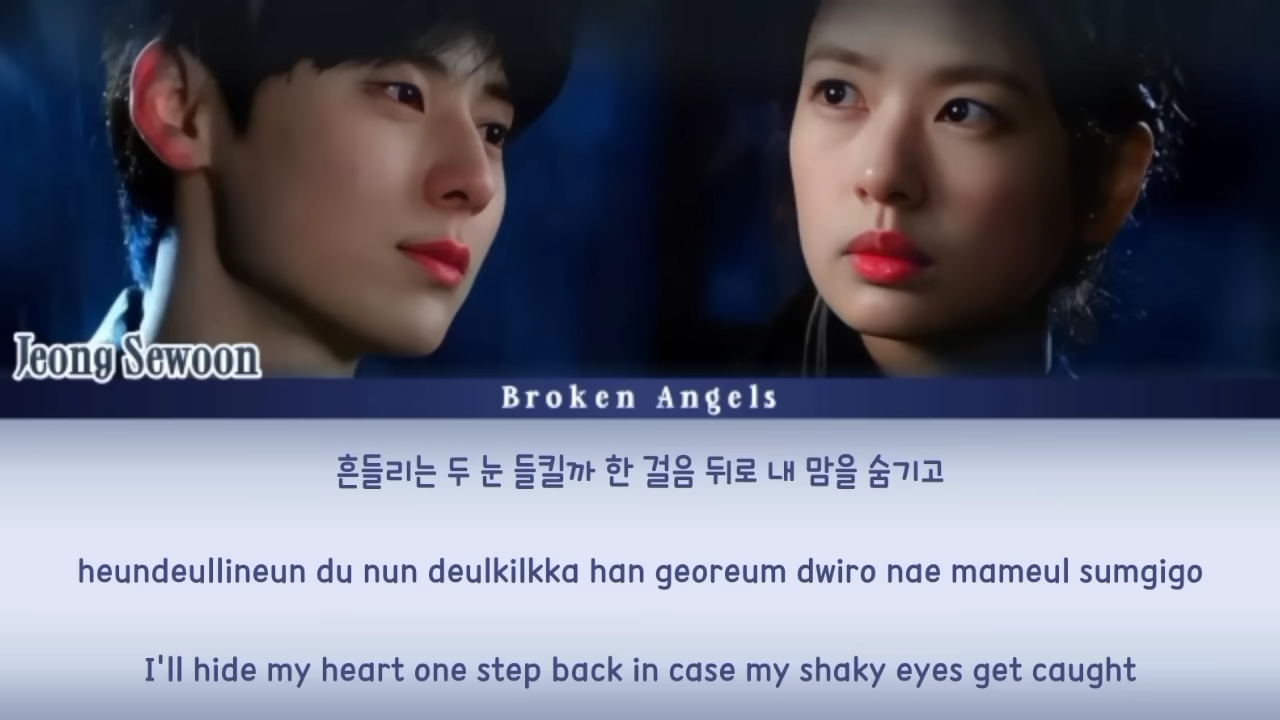 Jeong Sewoon
Broken Angels
흔들리는 두 눈 들킬까 한 걸음 뒤로 내 맘을 숨기고
heundeullineun du nun deulkilkka han georeum dwiro nae mameul sumgigo
I'll hide my heart one step back in case my shaky eyes get caught